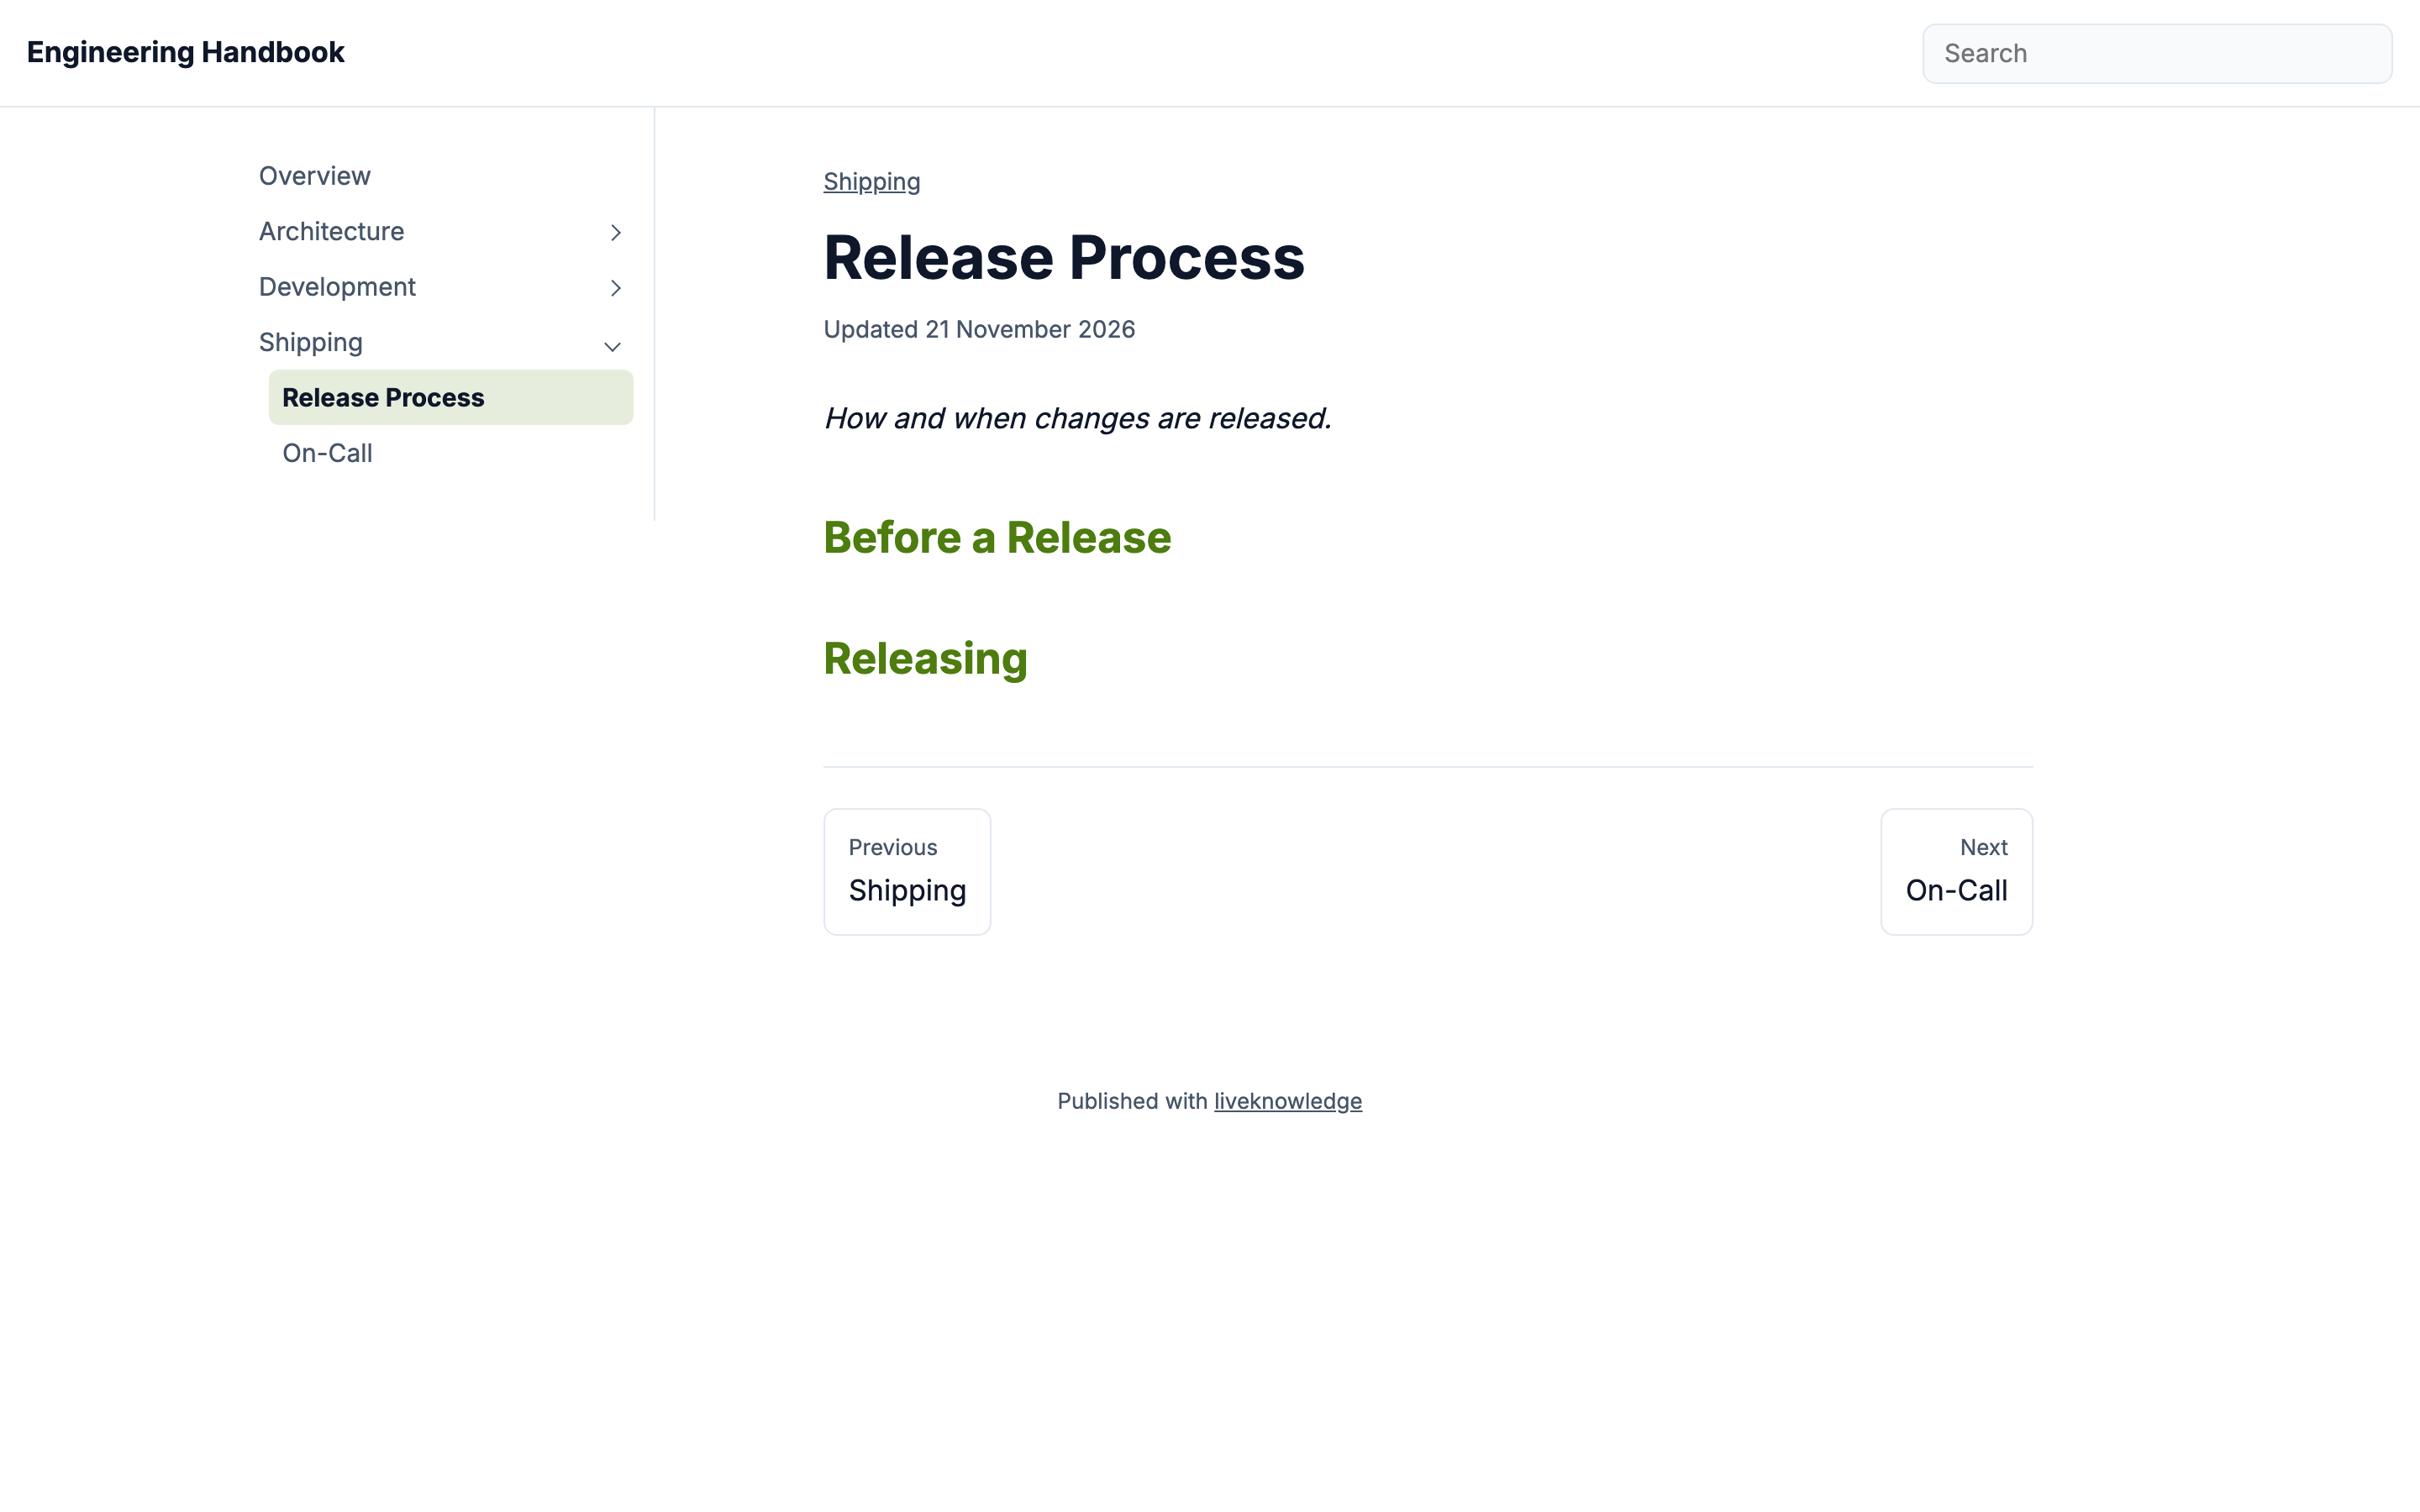 Engineering Handbook
Search
Overview
Architecture
Development
Shipping
Release Process
On-Call
Shipping
Release Process
Updated 21 November 2026
How and when changes are released.
Before a Release
Releasing
Previous
Shipping
Next
On-Call
Published with liveknowledge